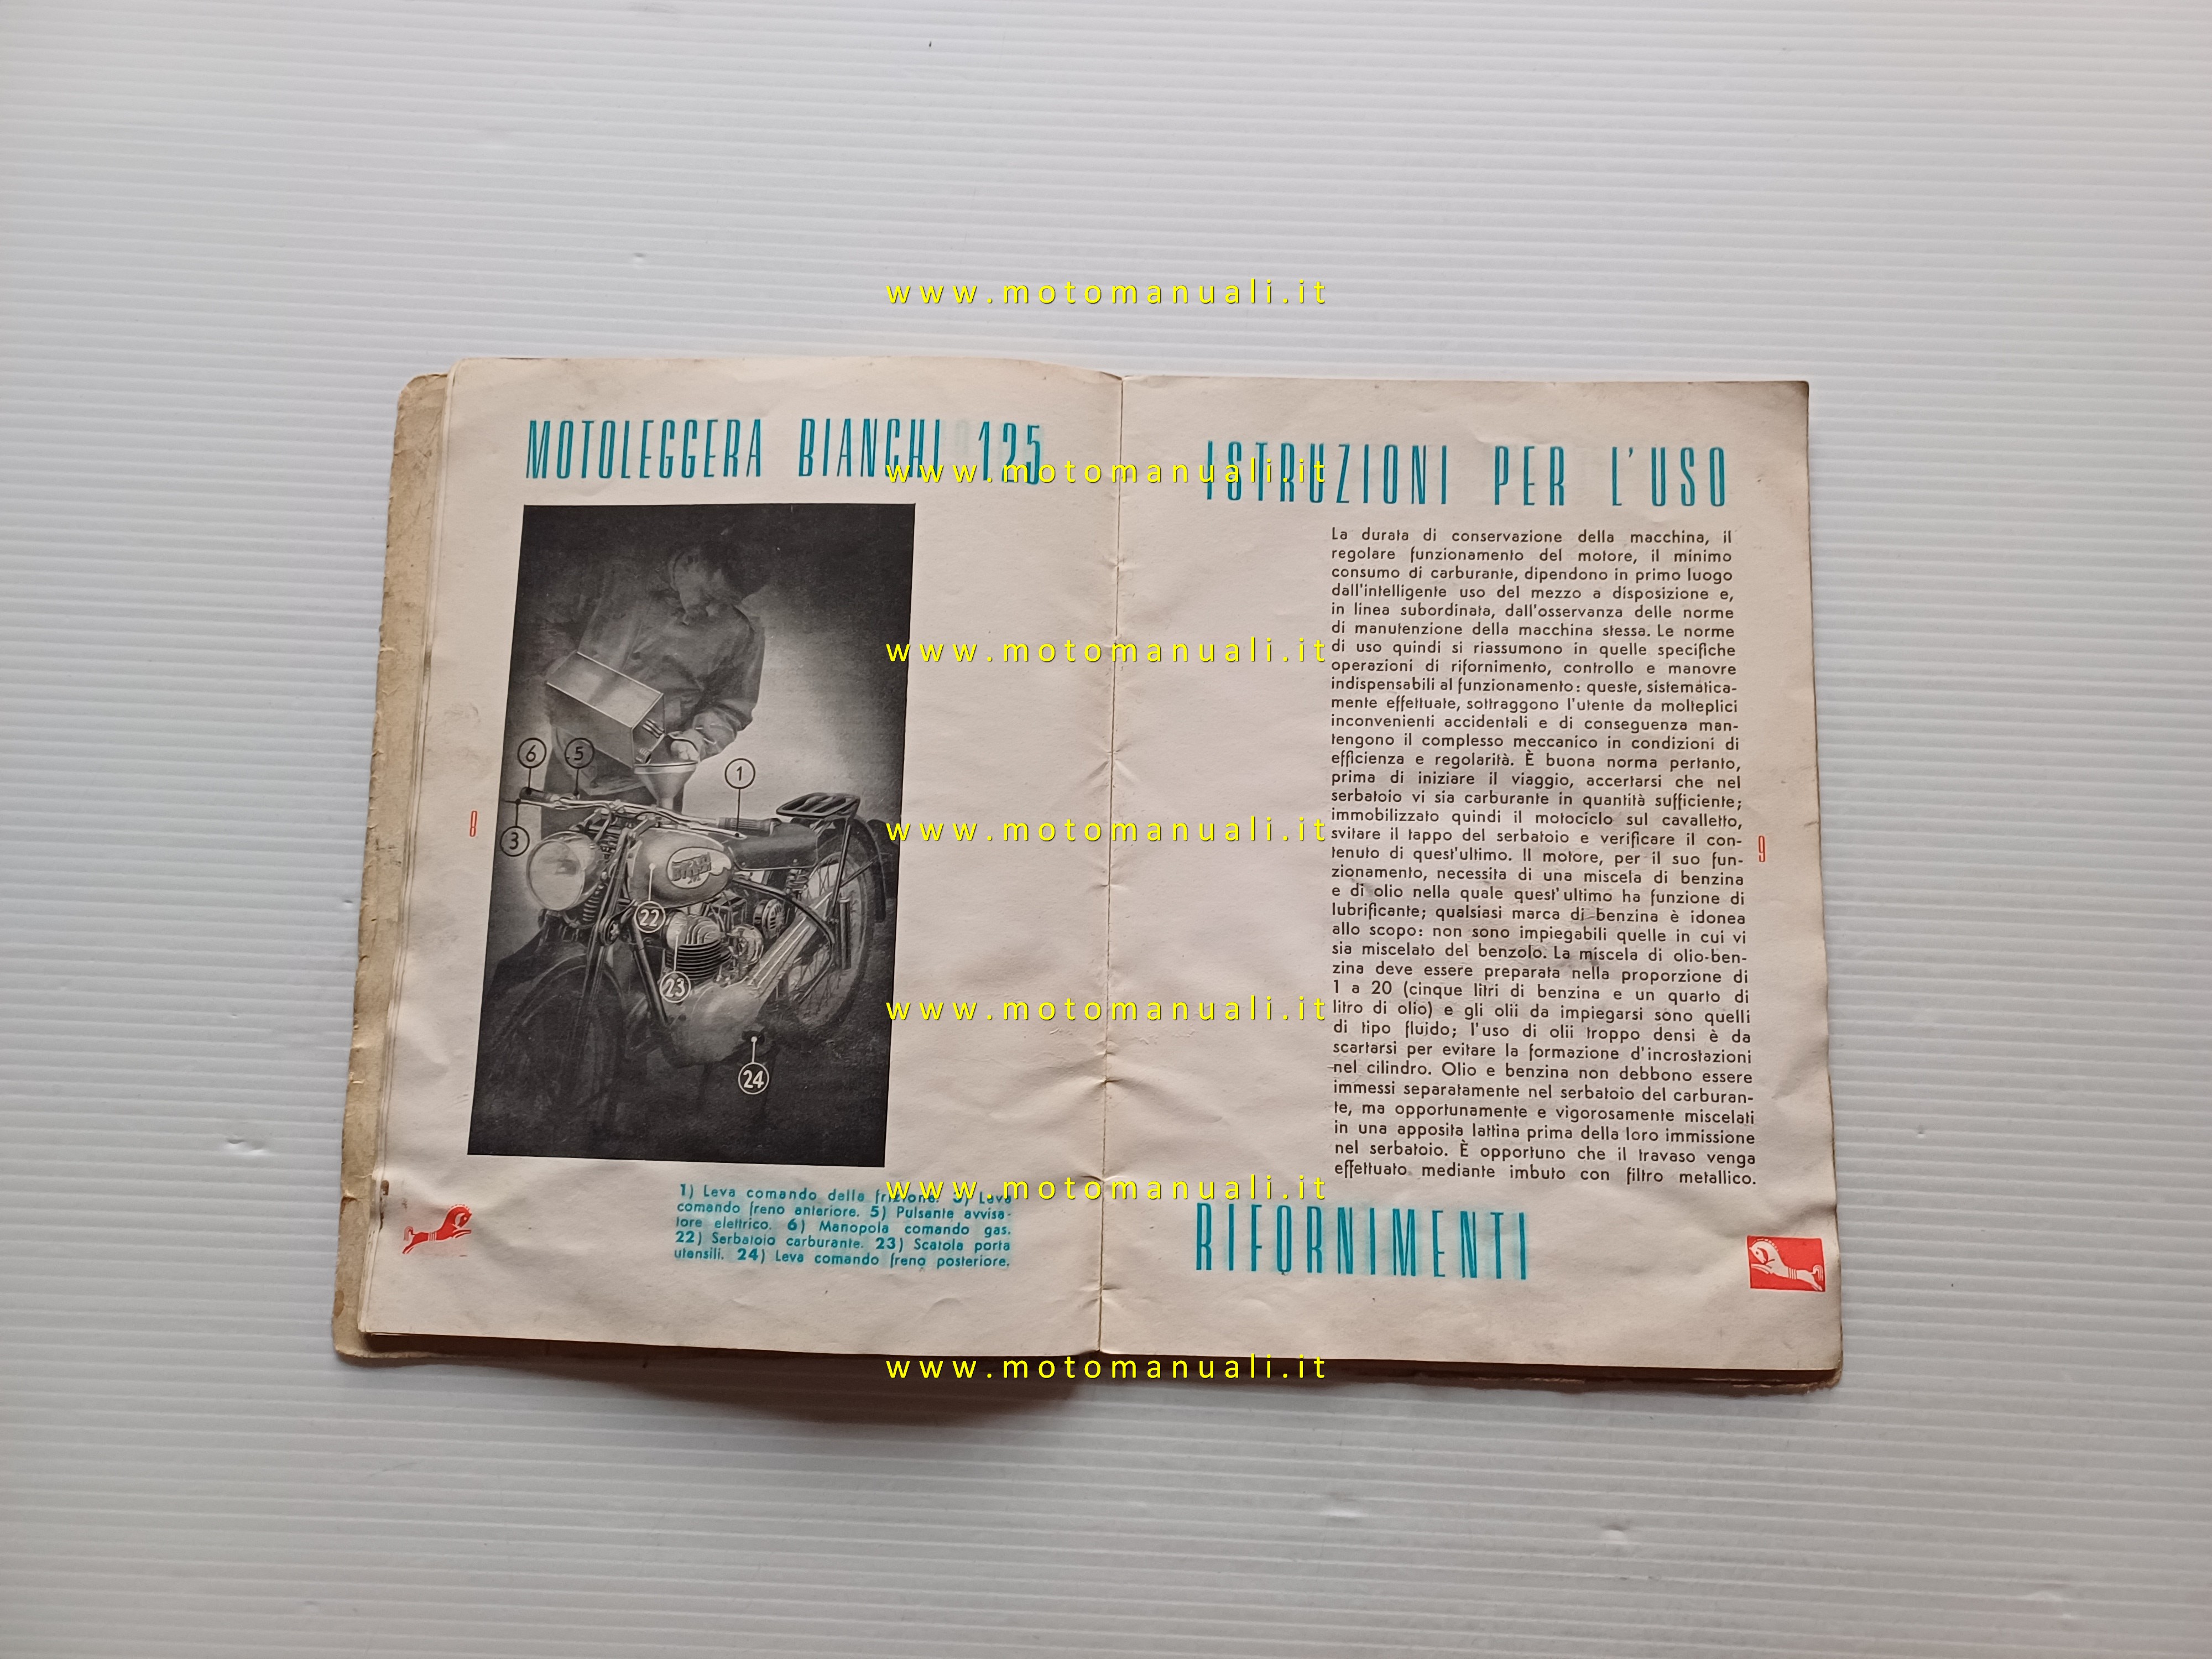 www.motomanuali.it
MOTOLEGGERA BIANCHI 125
www.motomanuali.it
6
5
1
3
BIANCHI
22
23
24
8
1) Leva comando della frizione. 3) Leva
comando freno anteriore. 5) Pulsante avvisa-
tore elettrico. 6) Manopola comando gas.
22) Serbatoio carburante. 23) Scatola porta
utensili. 24) Leva comando freno posteriore.
ISTRUZIONI PER L'USO
La durata di conservazione della macchina, il
regolare funzionamento del motore, il minimo
consumo di carburante, dipendono in primo luogo
dall'intelligente uso del mezzo a disposizione e,
in linea subordinata, dall'osservanza delle norme
di manutenzione della macchina stessa. Le norme
di uso quindi si riassumono in quelle specifiche
operazioni di rifornimento, controllo e manovre
indispensabili al funzionamento: queste, sistematica-
mente effettuate, sottraggono l'utente da molteplici
inconvenienti accidentali e di conseguenza man-
tengono il complesso meccanico in condizioni di
efficienza e regolarità. È buona norma pertanto,
prima di iniziare il viaggio, accertarsi che nel
serbatoio vi sia carburante in quantità sufficiente;
immobilizzato quindi il motociclo sul cavalletto,
svitare il tappo del serbatoio e verificare il con-
tenuto di quest'ultimo. Il motore, per il suo fun-
zionamento, necessita di una miscela di benzina
e di olio nella quale quest'ultimo ha funzione di
lubrificante; qualsiasi marca di benzina è idonea
allo scopo: non sono impiegabili quelle in cui vi
sia miscelato del benzolo. La miscela di olio-ben-
zina deve essere preparata nella proporzione di
1 a 20 (cinque litri di benzina e un quarto di
litro di olio) e gli olii da impiegarsi sono quelli
di tipo fluido; l'uso di olii troppo densi è da
scartarsi per evitare la formazione d'incrostazioni
nel cilindro. Olio e benzina non debbono essere
immessi separatamente nel serbatoio del carburan-
te, ma opportunamente e vigorosamente miscelati
in una apposita lattina prima della loro immissione
nel serbatoio. È opportuno che il travaso venga
effettuato mediante imbuto con filtro metallico.
9
RIFORNIMENTI
www.motomanuali.it
www.motomanuali.it
www.motomanuali.it
www.motomanuali.it
www.motomanuali.it